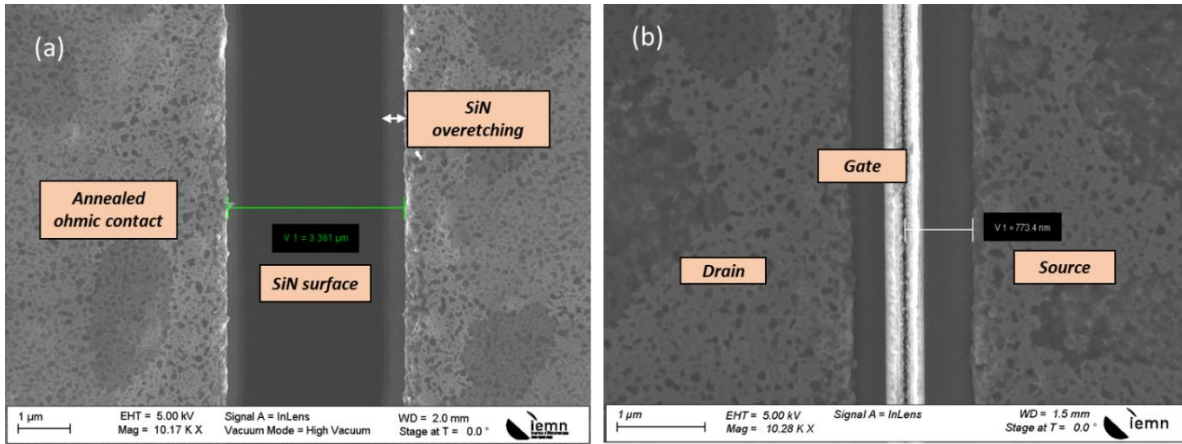 (a)
SiN
overetching
Annealed
ohmic contact
V 1 = 3.381 µm
SiN surface
1 µm
EHT = 5.00 kV
Mag = 10.17 K X
Signal A = InLens
Vacuum Mode = High Vacuum
WD = 2.0 mm
Stage at T = 0.0 °
iemn
(b)
Gate
V 1 = 773.4 nm
Drain
Source
1 µm
EHT = 5.00 kV
Mag = 10.28 K X
Signal A = InLens
WD = 1.5 mm
Stage at T = 0.0 °
iemn